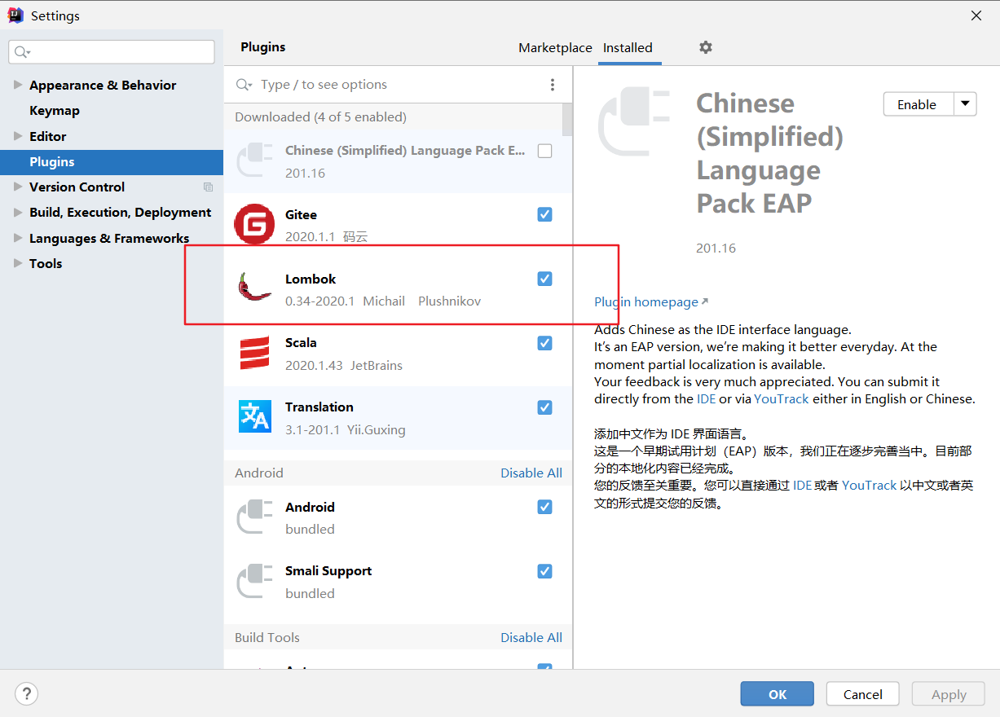 Settings
Plugins
Marketplace
Installed
Appearance & Behavior
Keymap
Editor
Plugins
Version Control
Build, Execution, Deployment
Languages & Frameworks
Tools
Type / to see options
Downloaded (4 of 5 enabled)
Chinese (Simplified) Language Pack E...
201.16
Gitee
2020.1.1 码云
Lombok
0.34-2020.1 Michail Plushnikov
Scala
2020.1.43 JetBrains
Translation
3.1-201.1 Yii.Guxing
Android Disable All
Android
bundled
Smali Support
bundled
Build Tools Disable All
Chinese
(Simplified)
Language
Pack EAP
Enable
201.16
Plugin homepage
Adds Chinese as the IDE interface language.
It's an EAP version, we're making it better everyday. At the
moment partial localization is available.
Your feedback is very much appreciated. You can submit it
directly from the IDE or via YouTrack either in English or Chinese.
添加中文作为 IDE 界面语言。
这是一个早期试用计划（EAP）版本，我们正在逐步完善当中。目前部
分的本地化内容已经完成。
您的反馈至关重要。您可以直接通过 IDE 或者 YouTrack 以中文或者英
文的形式提交您的反馈。
?
OK
Cancel
Apply